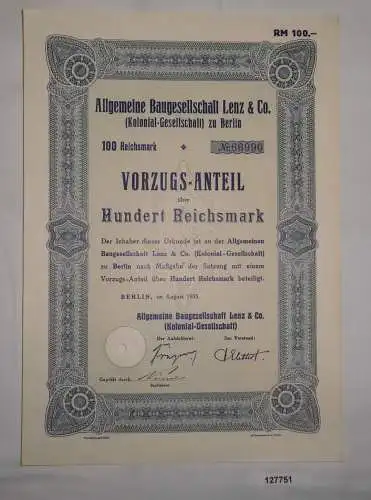 RM 100.–
Allgemeine Baugesellschaft Lenz & Co.
(Kolonial-Gesellschaft) zu Berlin
100 Reichsmark № 66990
VORZUGS-ANTEIL
über
Hundert Reichsmark
Der Inhaber dieser Urkunde ist an der Allgemeinen
Baugesellschaft Lenz & Co. (Kolonial-Gesellschaft)
zu Berlin nach Maßgabe der Satzung mit einem
Vorzugs-Anteil über Hundert Reichsmark beteiligt.
BERLIN, im August 1935.
Allgemeine Baugesellschaft Lenz & Co.
(Kolonial-Gesellschaft)
Der Aufsichtsrat: Der Vorstand:
Geprüft durch
127751